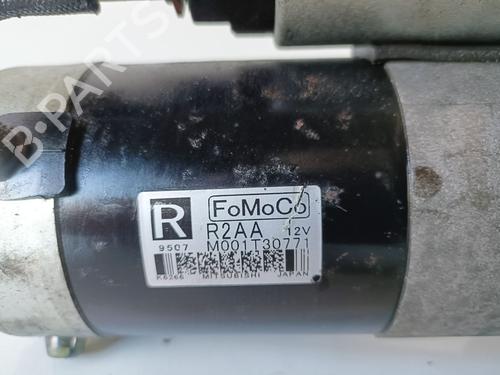 B-PARTS
R FoMoCo
R2AA 12V
9507 M001T30771
K6266 MITSUBISHI JAPAN